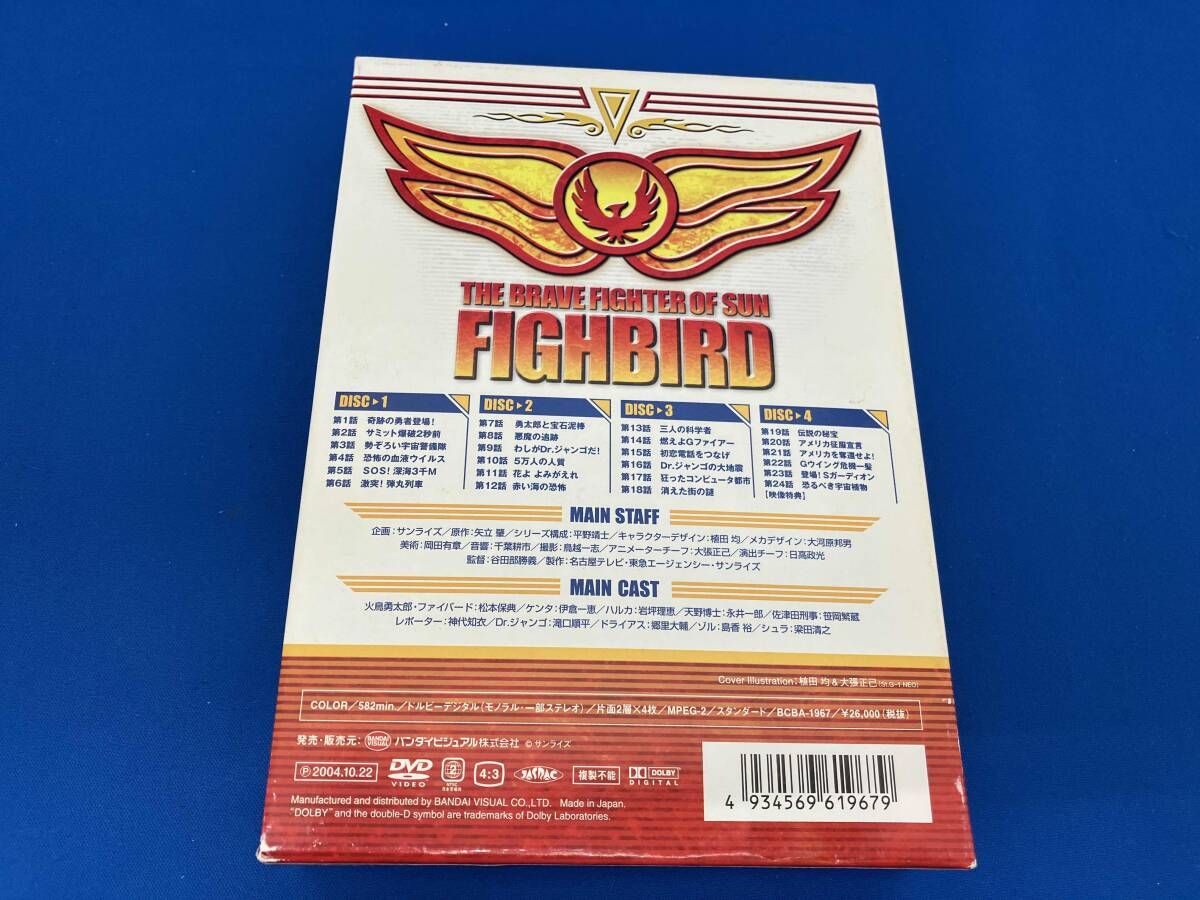 THE BRAVE FIGHTER OF SUN
FIGHBIRD
DISC▶1
第1話 奇跡の勇者登場!
第2話 サミット爆破2秒前
第3話 勢ぞろい宇宙警備隊
第4話 恐怖の血液ウイルス
第5話 SOS!深海3千M
第6話 激突!弾丸列車
DISC▶2
第7話 勇太郎と宝石泥棒
第8話 悪魔の追跡
第9話 わしがDr.ジャンゴだ!
第10話 5万人の人質
第11話 花よ よみがえれ
第12話 赤い海の恐怖
DISC▶3
第13話 三人の科学者
第14話 燃えよGファイアー
第15話 初恋電話をつなげ
第16話 Dr.ジャンゴの大地震
第17話 狂ったコンピュータ都市
第18話 消えた街の謎
DISC▶4
第19話 伝説の秘宝
第20話 アメリカ征服宣言
第21話 アメリカを奪還せよ!
第22話 Gウイング危機一髪
第23話 登場!Sガーディオン
第24話 恐るべき宇宙植物
【映像特典】
MAIN STAFF
企画:サンライズ/原作:矢立 肇/シリーズ構成:平野靖士/キャラクターデザイン:植田 均/メカデザイン:大河原邦男
美術:岡田有章/音響:千葉耕市/撮影:鳥越一志/アニメーターチーフ:大張正己/演出チーフ:日高政光
監督:谷田部勝義/製作:名古屋テレビ・東急エージェンシー・サンライズ
MAIN CAST
火鳥勇太郎・ファイバード:松本保典/ケンタ:伊倉一恵/ハルカ:岩坪理恵/天野博士:永井一郎/佐津田刑事:笹岡繁蔵
レポーター:神代知衣/Dr.ジャンゴ:滝口順平/ドライアス:郷里大輔/ゾル:島香 裕/シュラ:梁田清之
Cover Illustration:植田 均&大張正己(St.G-1 NEO)
COLOR/582min./ドルビーデジタル(モノラル・一部ステレオ)/片面2層×4枚/MPEG-2/スタンダード/BCBA-1967/¥26,000(税抜)
発売・販売元: BANDAI VISUAL バンダイビジュアル株式会社 ©サンライズ
Ⓟ2004.10.22 DVD VIDEO 2 NTSC 日本市場向 4:3 JASRAC 複製不能 DOLBY DIGITAL
Manufactured and distributed by BANDAI VISUAL CO.,LTD. Made in Japan.
"DOLBY" and the double-D symbol are trademarks of Dolby Laboratories.
4 934569 619679